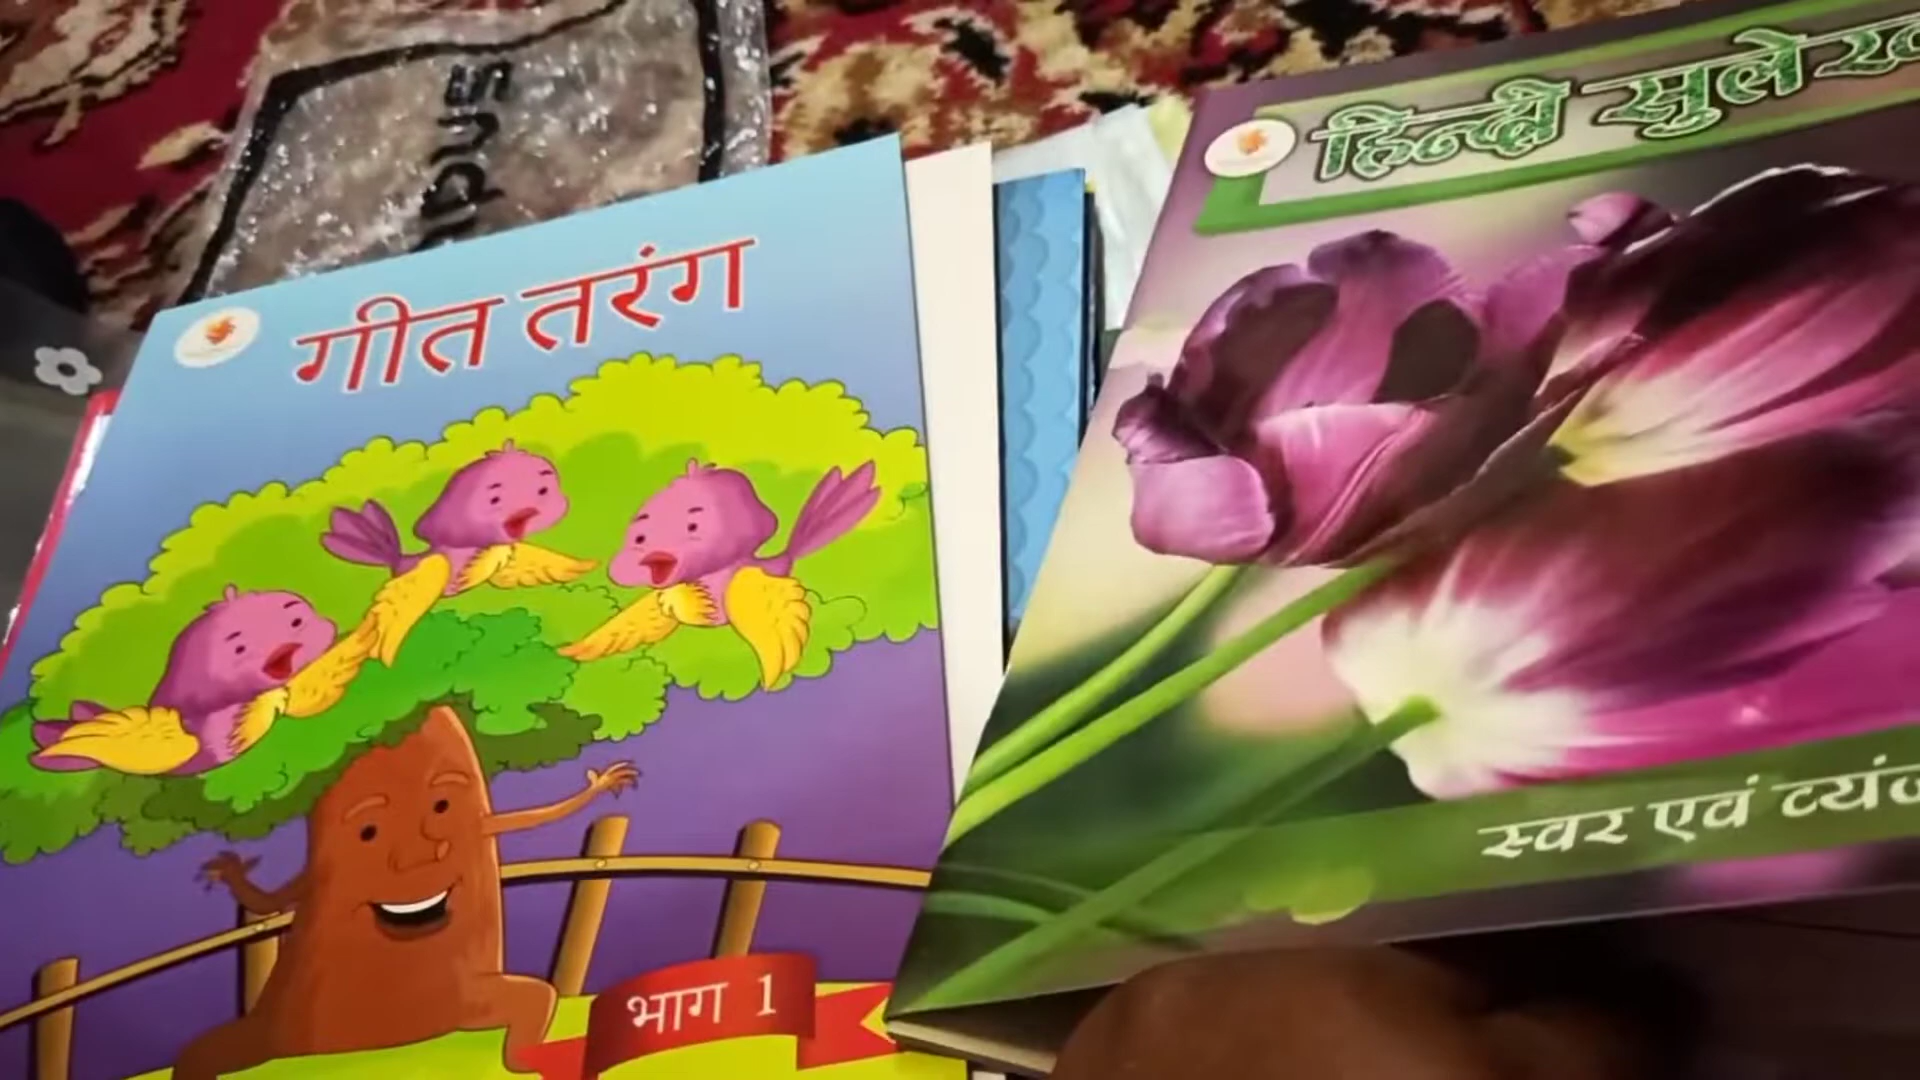 गीत तरंग
भाग 1
हिन्दी सुलेख
स्वर एवं